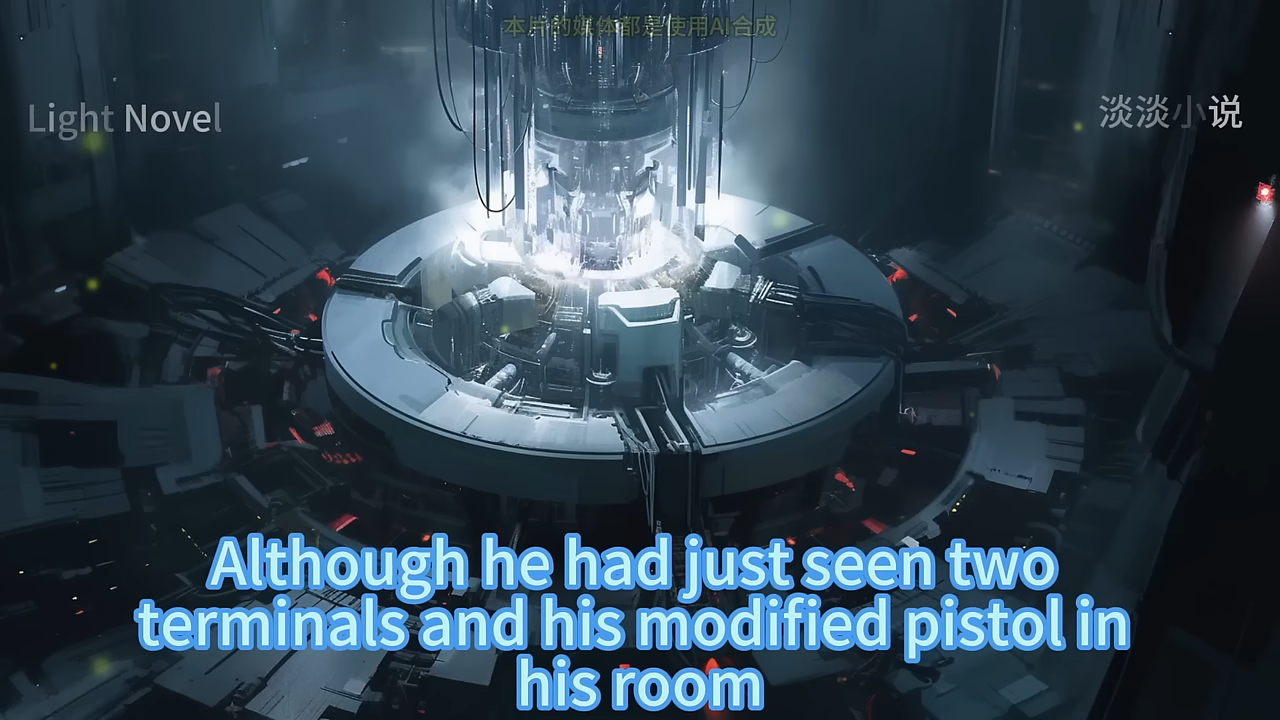 本片的媒体都是使用AI合成
Light Novel
淡淡小说
Although he had just seen two
terminals and his modified pistol in
his room